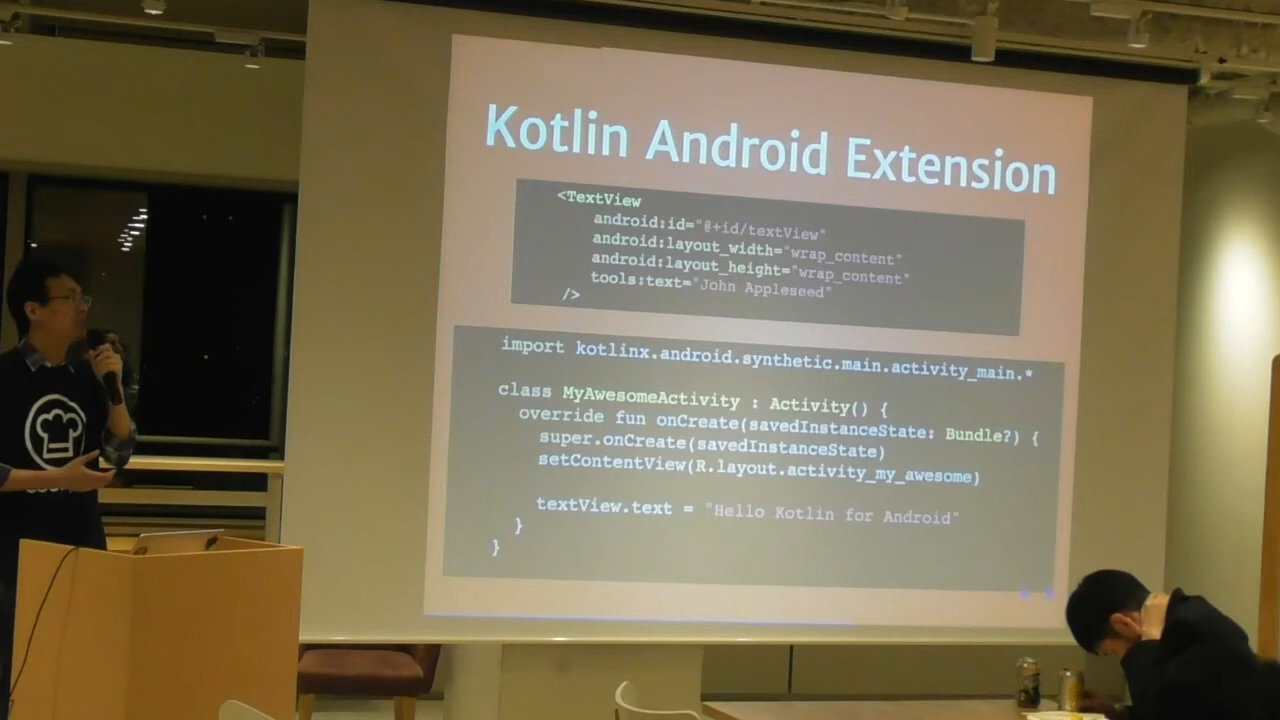 Kotlin Android Extension
<TextView
android:id="@+id/textView"
android:layout_width="wrap_content"
android:layout_height="wrap_content"
tools:text="John Appleseed"
/>
import kotlinx.android.synthetic.main.activity_main.*
class MyAwesomeActivity : Activity() {
override fun onCreate(savedInstanceState: Bundle?) {
super.onCreate(savedInstanceState)
setContentView(R.layout.activity_my_awesome)
textView.text = "Hello Kotlin for Android"
}
}